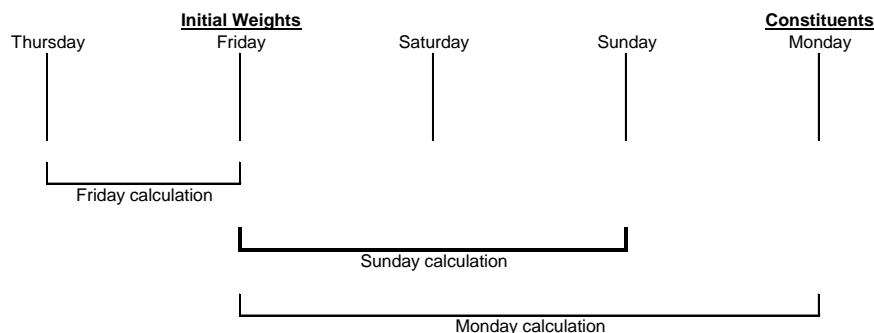 Initial Weights Constituents
Thursday Friday Saturday Sunday Monday
Friday calculation
Sunday calculation
Monday calculation